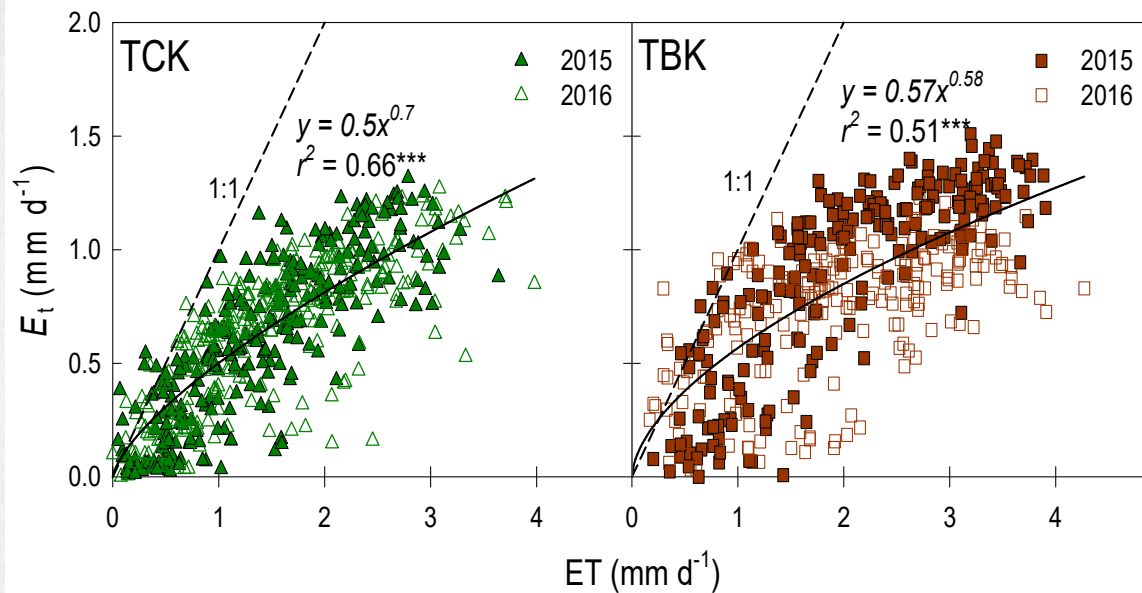 2.0
1.5
1.0
0.5
0.0
E_t (mm d^-1)
TCK
2015
2016
y = 0.5x^0.7
r^2 = 0.66***
1:1
0 1 2 3 4
TBK
2015
2016
y = 0.57x^0.58
r^2 = 0.51***
1:1
0 1 2 3 4
ET (mm d^-1)